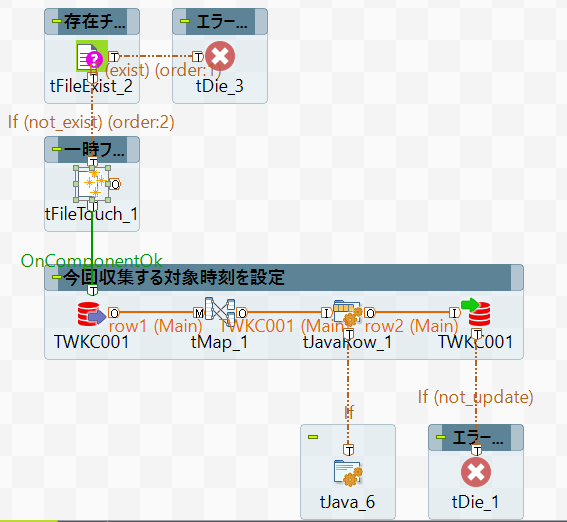 存在チ...
エラー...
If (exist) (order:1)
tFileExist_2
tDie_3
If (not_exist) (order:2)
一時フ...
tFileTouch_1
OnComponentOk
今回収集する対象時刻を設定
row1 (Main)
TWKC001 (Main)
row2 (Main)
TWKC001
tMap_1
tJavaRow_1
TWKC001
If
If (not_update)
エラー...
tJava_6
tDie_1